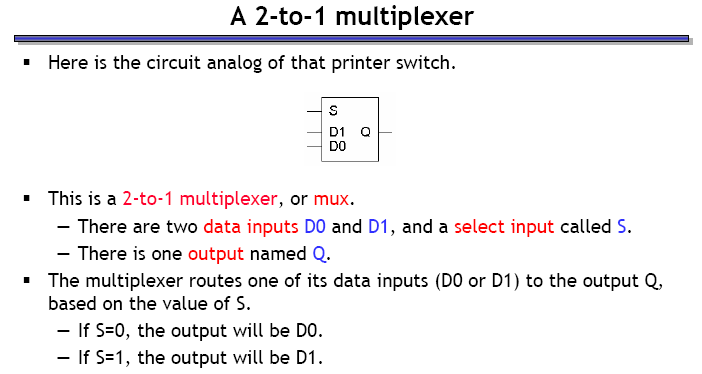 A 2-to-1 multiplexer
▪ Here is the circuit analog of that printer switch.
S
D1 Q
D0
▪ This is a 2-to-1 multiplexer, or mux.
– There are two data inputs D0 and D1, and a select input called S.
– There is one output named Q.
▪ The multiplexer routes one of its data inputs (D0 or D1) to the output Q,
based on the value of S.
– If S=0, the output will be D0.
– If S=1, the output will be D1.